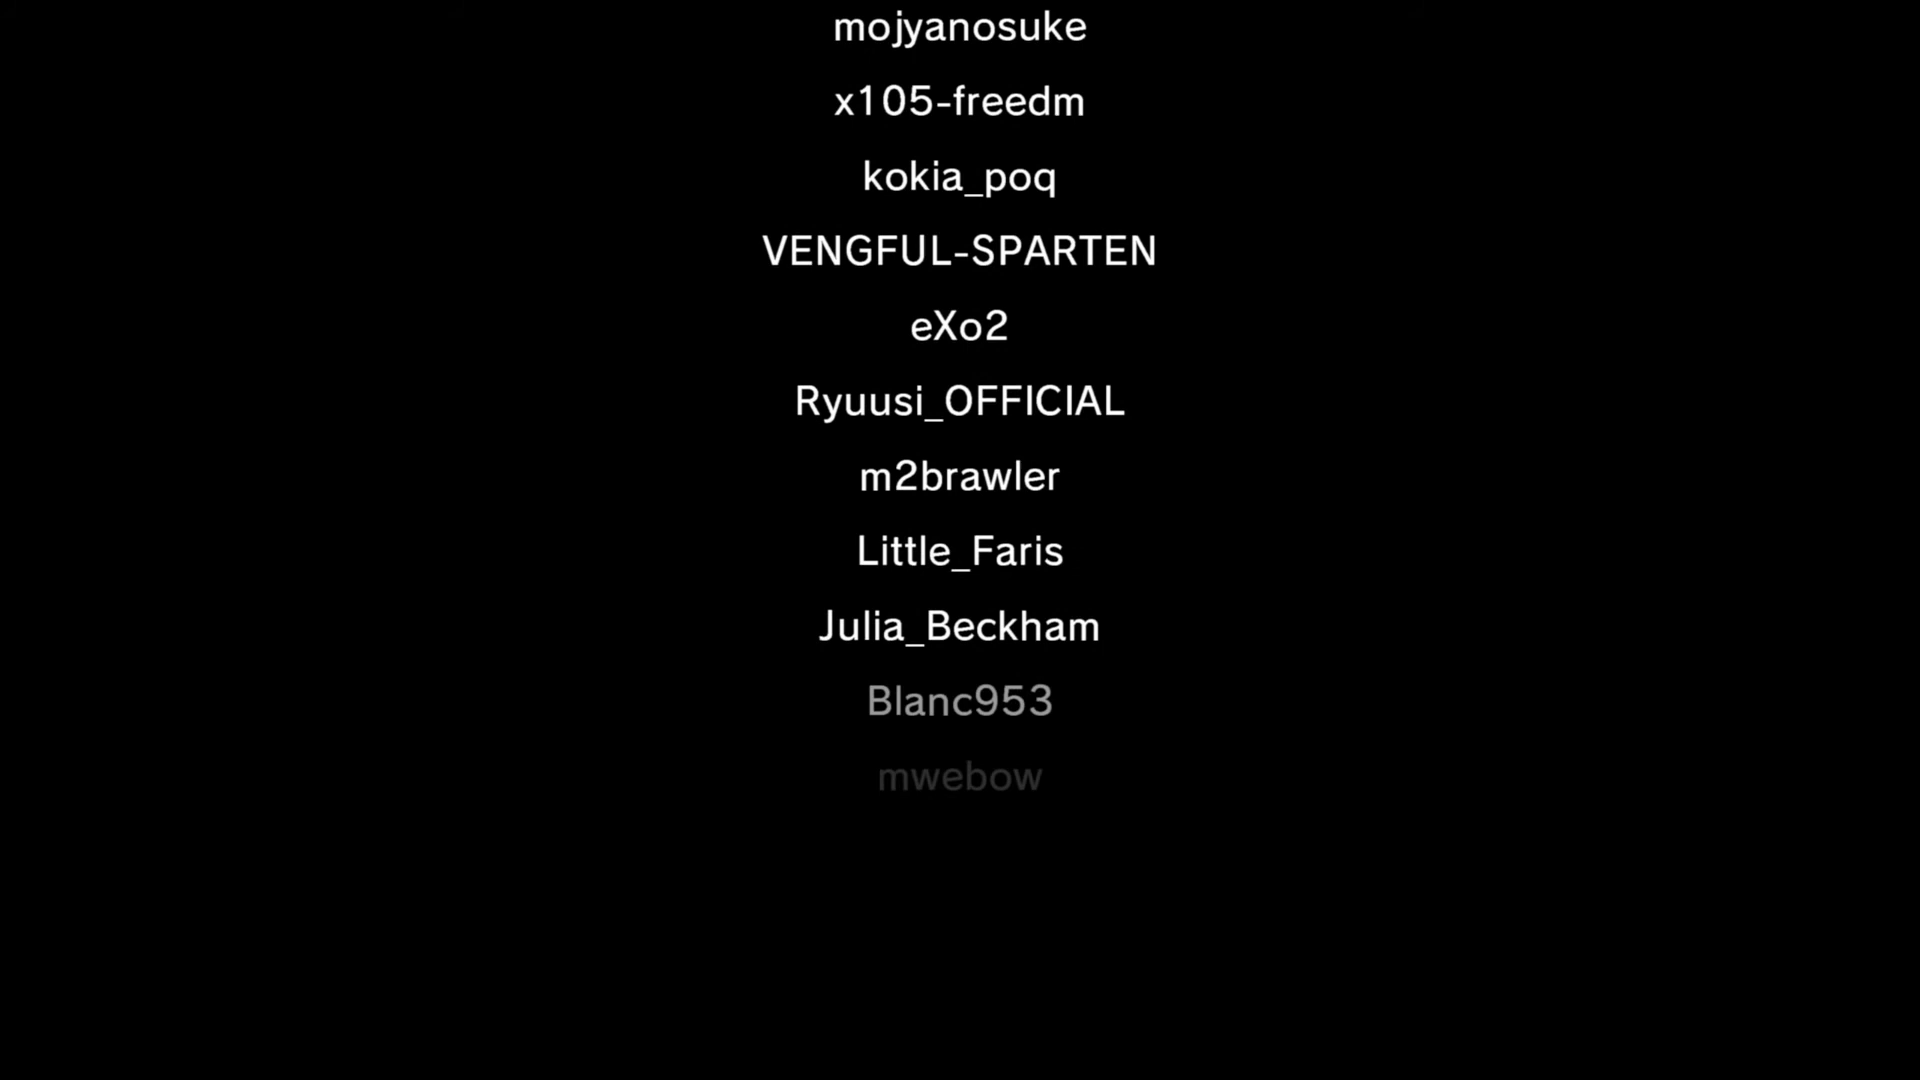 mojyanosuke
x105-freedm
kokia_poq
VENGFUL-SPARTEN
eXo2
Ryuusi_OFFICIAL
m2brawler
Little_Faris
Julia_Beckham
Blanc953
mwebow